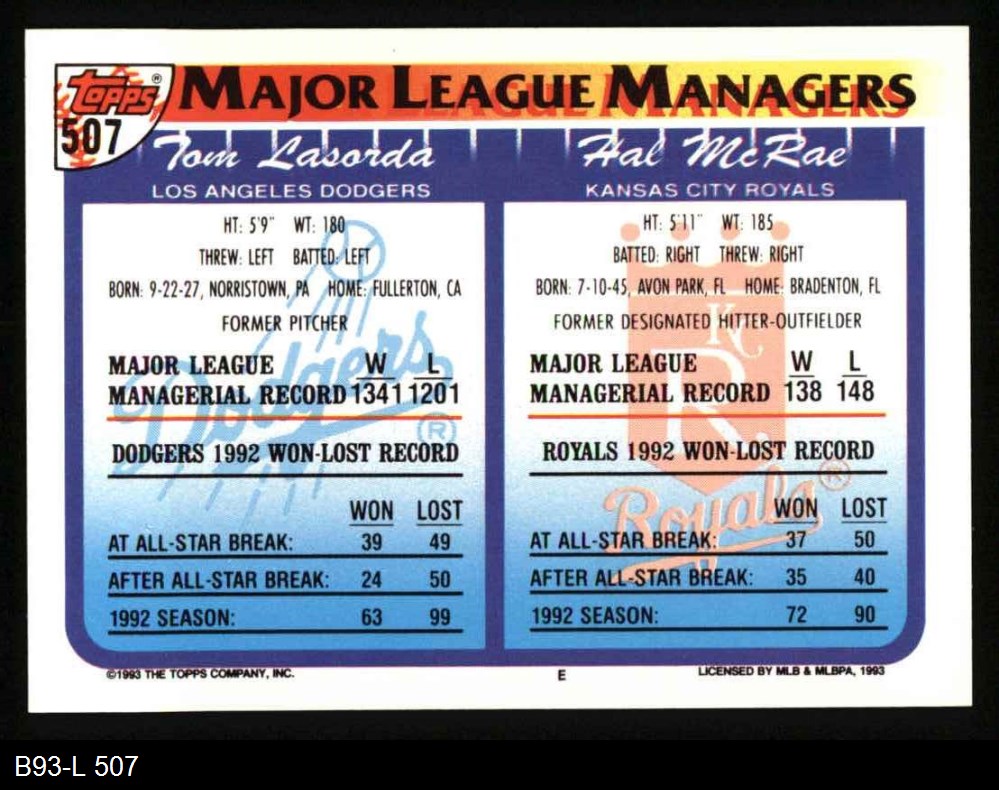 Topps®
507
MAJOR LEAGUE MANAGERS
Tom Lasorda
LOS ANGELES DODGERS
HT: 5'9" WT: 180
THREW: LEFT BATTED: LEFT
BORN: 9-22-27, NORRISTOWN, PA HOME: FULLERTON, CA
FORMER PITCHER
MAJOR LEAGUE W L
MANAGERIAL RECORD 1341 1201
Dodgers®
DODGERS 1992 WON-LOST RECORD
WON LOST
AT ALL-STAR BREAK: 39 49
AFTER ALL-STAR BREAK: 24 50
1992 SEASON: 63 99
Hal McRae
KANSAS CITY ROYALS
HT: 5'11" WT: 185
BATTED: RIGHT THREW: RIGHT
BORN: 7-10-45, AVON PARK, FL HOME: BRADENTON, FL
FORMER DESIGNATED HITTER-OUTFIELDER
KC
R
MAJOR LEAGUE W L
MANAGERIAL RECORD 138 148
ROYALS 1992 WON-LOST RECORD
Royals®
WON LOST
AT ALL-STAR BREAK: 37 50
AFTER ALL-STAR BREAK: 35 40
1992 SEASON: 72 90
©1993 THE TOPPS COMPANY, INC. E LICENSED BY MLB & MLBPA, 1993
B93-L 507